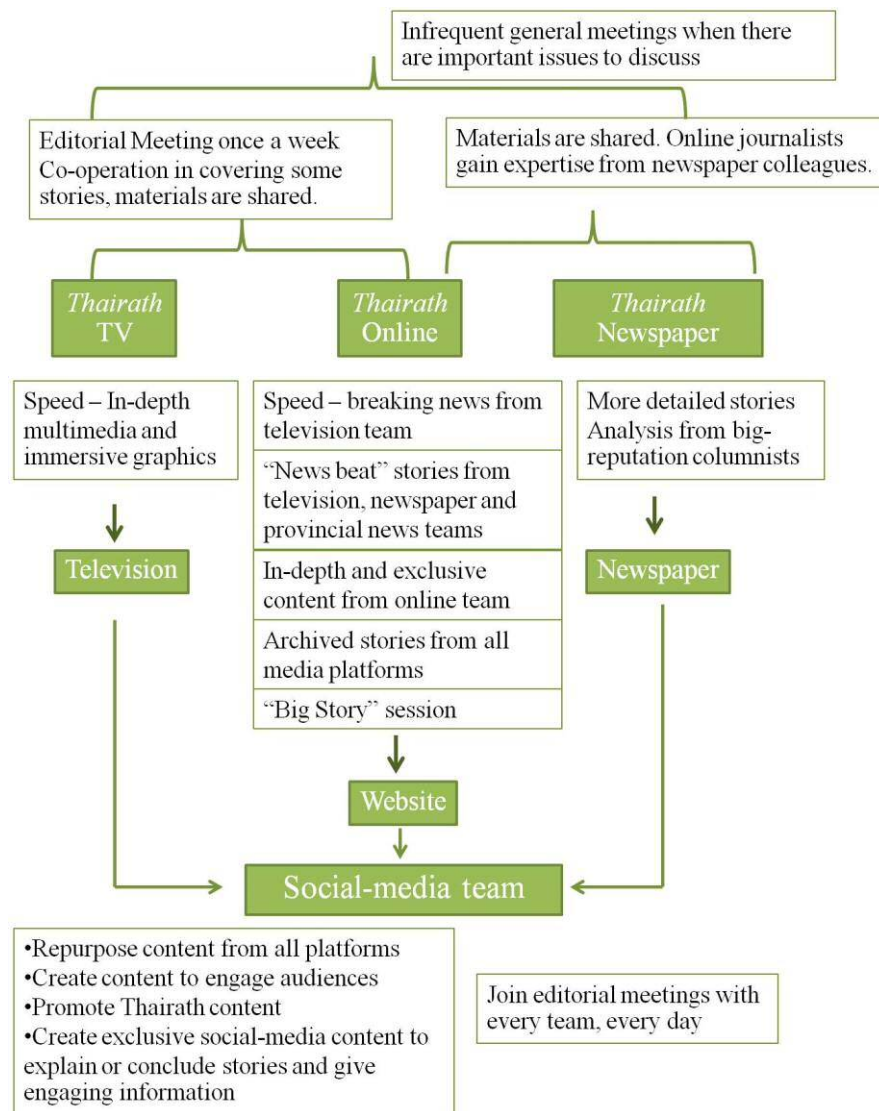 Infrequent general meetings when there
are important issues to discuss
Editorial Meeting once a week
Co-operation in covering some
stories, materials are shared.
Materials are shared. Online journalists
gain expertise from newspaper colleagues.
Thairath
TV
Thairath
Online
Thairath
Newspaper
Speed – In-depth
multimedia and
immersive graphics
Speed – breaking news from
television team
“News beat” stories from
television, newspaper and
provincial news teams
In-depth and exclusive
content from online team
Archived stories from all
media platforms
“Big Story” session
More detailed stories
Analysis from big-
reputation columnists
Television
Newspaper
Website
Social-media team
•Repurpose content from all platforms
•Create content to engage audiences
•Promote Thairath content
•Create exclusive social-media content to
explain or conclude stories and give
engaging information
Join editorial meetings with
every team, every day